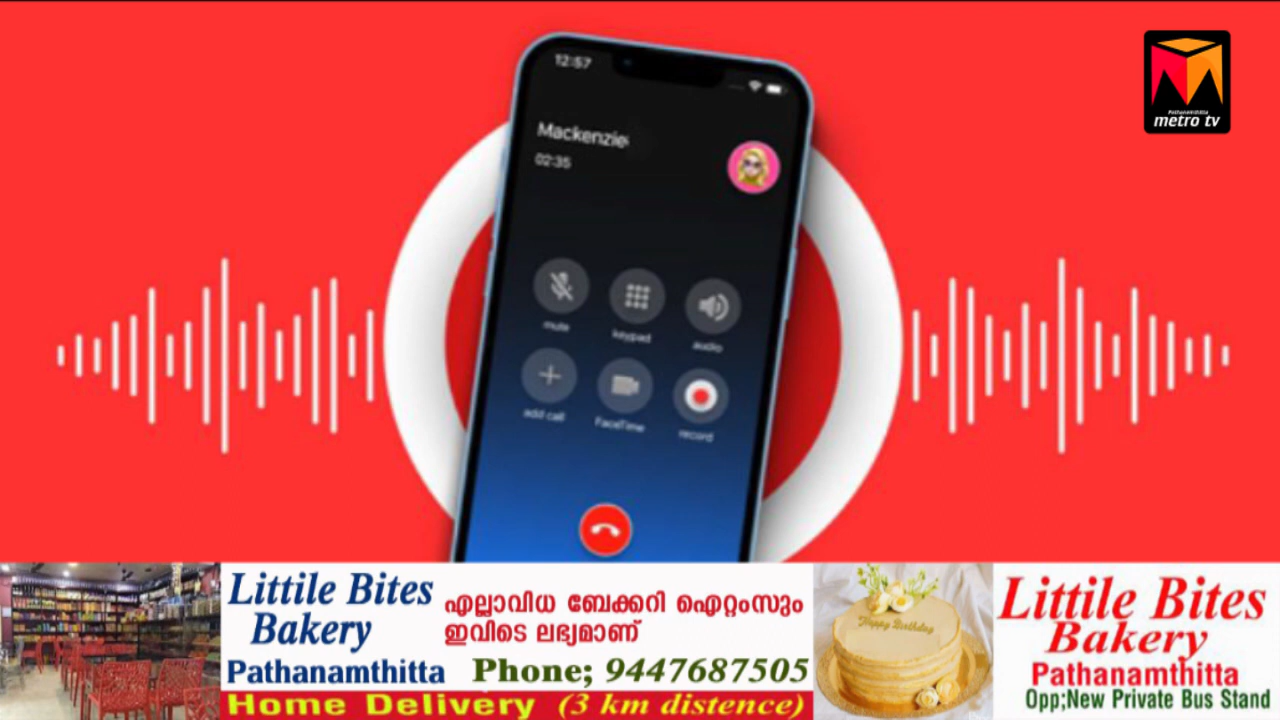 Pathanamthitta
metro tv
12:57
Mackenzie
02:35
mute
keypad
audio
add call
FaceTime
record
Littile Bites
Bakery
Pathanamthitta
എല്ലാവിധ ബേക്കറി ഐറ്റംസും
ഇവിടെ ലഭ്യമാണ്
Phone; 9447687505
Home Delivery (3 km distence)
Happy Birthday
Littile Bites
Bakery
Pathanamthitta
Opp;New Private Bus Stand